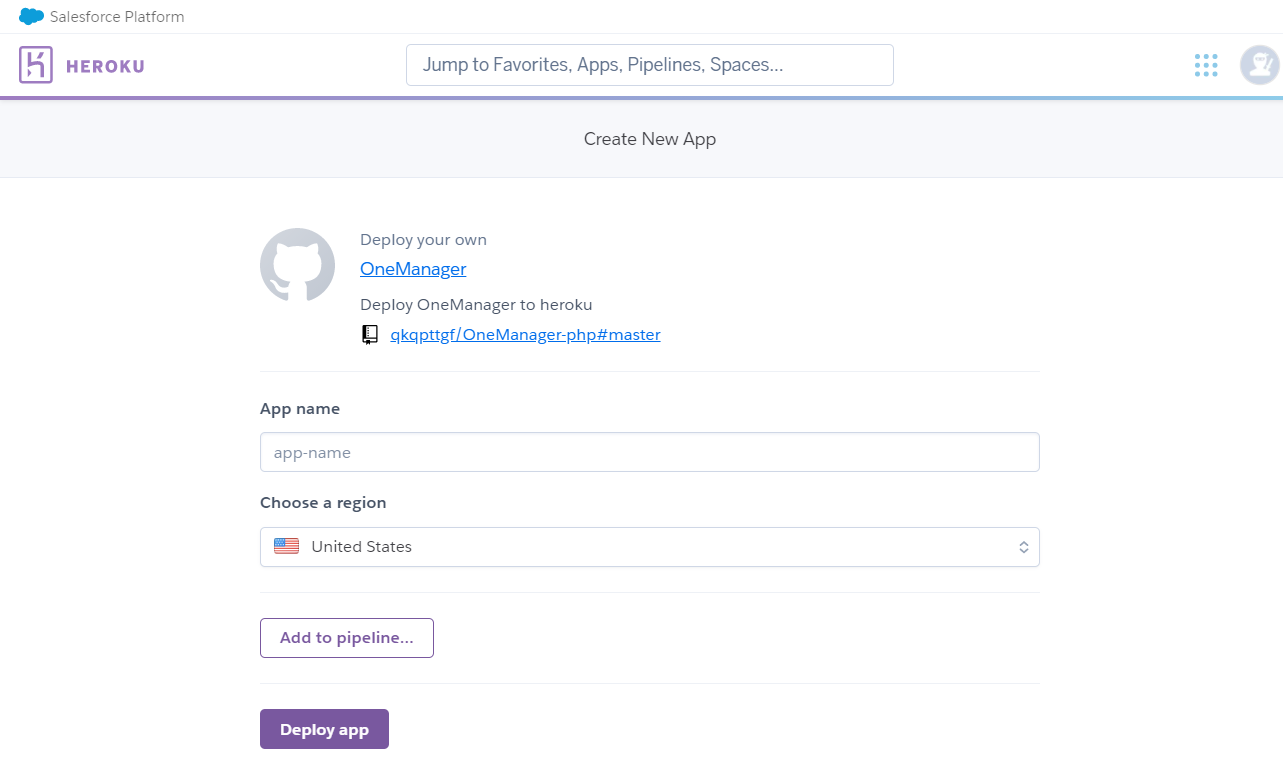 Salesforce Platform
HEROKU
Jump to Favorites, Apps, Pipelines, Spaces...
Create New App
Deploy your own
OneManager
Deploy OneManager to heroku
qkqpttgf/OneManager-php#master
App name
app-name
Choose a region
United States
Add to pipeline...
Deploy app